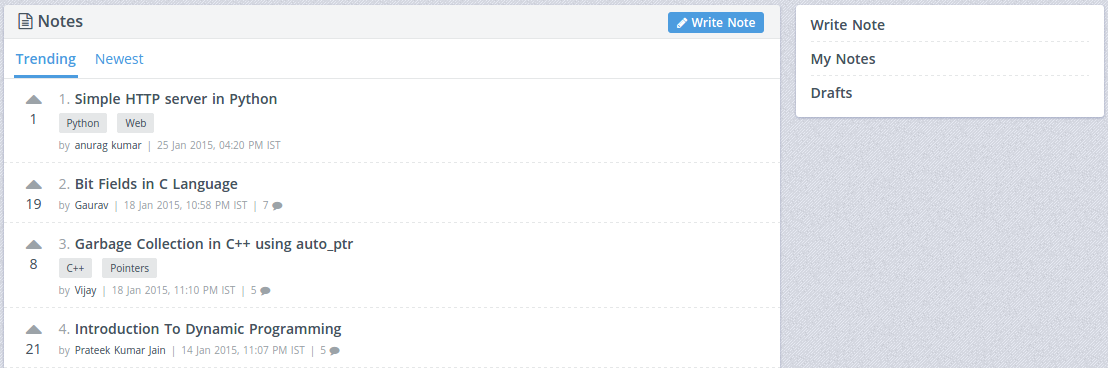 Notes
Write Note
Trending Newest
1. Simple HTTP server in Python
1
Python Web
by anurag kumar | 25 Jan 2015, 04:20 PM IST
2. Bit Fields in C Language
19
by Gaurav | 18 Jan 2015, 10:58 PM IST | 7
3. Garbage Collection in C++ using auto_ptr
8
C++ Pointers
by Vijay | 18 Jan 2015, 11:10 PM IST | 5
4. Introduction To Dynamic Programming
21
by Prateek Kumar Jain | 14 Jan 2015, 11:07 PM IST | 5
Write Note
My Notes
Drafts